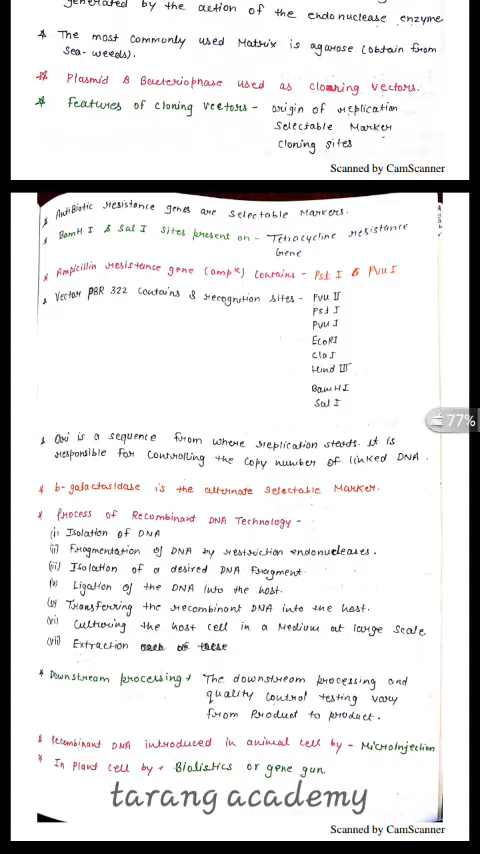 generated by the action of the endonuclease enzyme
* The most commonly used Matrix is agarose (obtain from
Sea-weeds).
* Plasmid & Bacteriophase used as cloaning vectors.
* Features of cloning vectors - origin of replication
Selectable Marker
Cloning sites
Scanned by CamScanner
* AntiBiotic resistance genes are selectable Markers.
* BamH I & Sal I sites present on - Tetracycline resistance
Gene
* Ampicillin resistance gene (ampR) contains - Pst I & Pvu I
* Vector PBR 322 contains 8 recognition sites - Pvu II
Pst I
Pvu I
EcoRI
Cla I
Hind III
BamHI
Sal I
77%
* Ori is a sequence from where replication starts. it is
responsible for controlling the copy number of linked DNA.
* b-galactasidase is the alternate selectable Marker.
* Process of Recombinant DNA Technology -
(i) Isolation of DNA
(ii) Fragmentation of DNA by restriction endonucleases.
(iii) Isolation of a desired DNA fragment.
(iv) Ligation of the DNA into the host.
(v) Transferring the recombinant DNA into the host.
(vi) Culturing the host cell in a Medium at large scale
(vii) Extraction
* Downstream processing → The downstream processing and
quality control testing vary
from Product to product.
* Recombinant DNA introduced in animal cell by - MicroInjection
* In Plant cell by → Biolistics or gene gun
tarang academy
Scanned by CamScanner